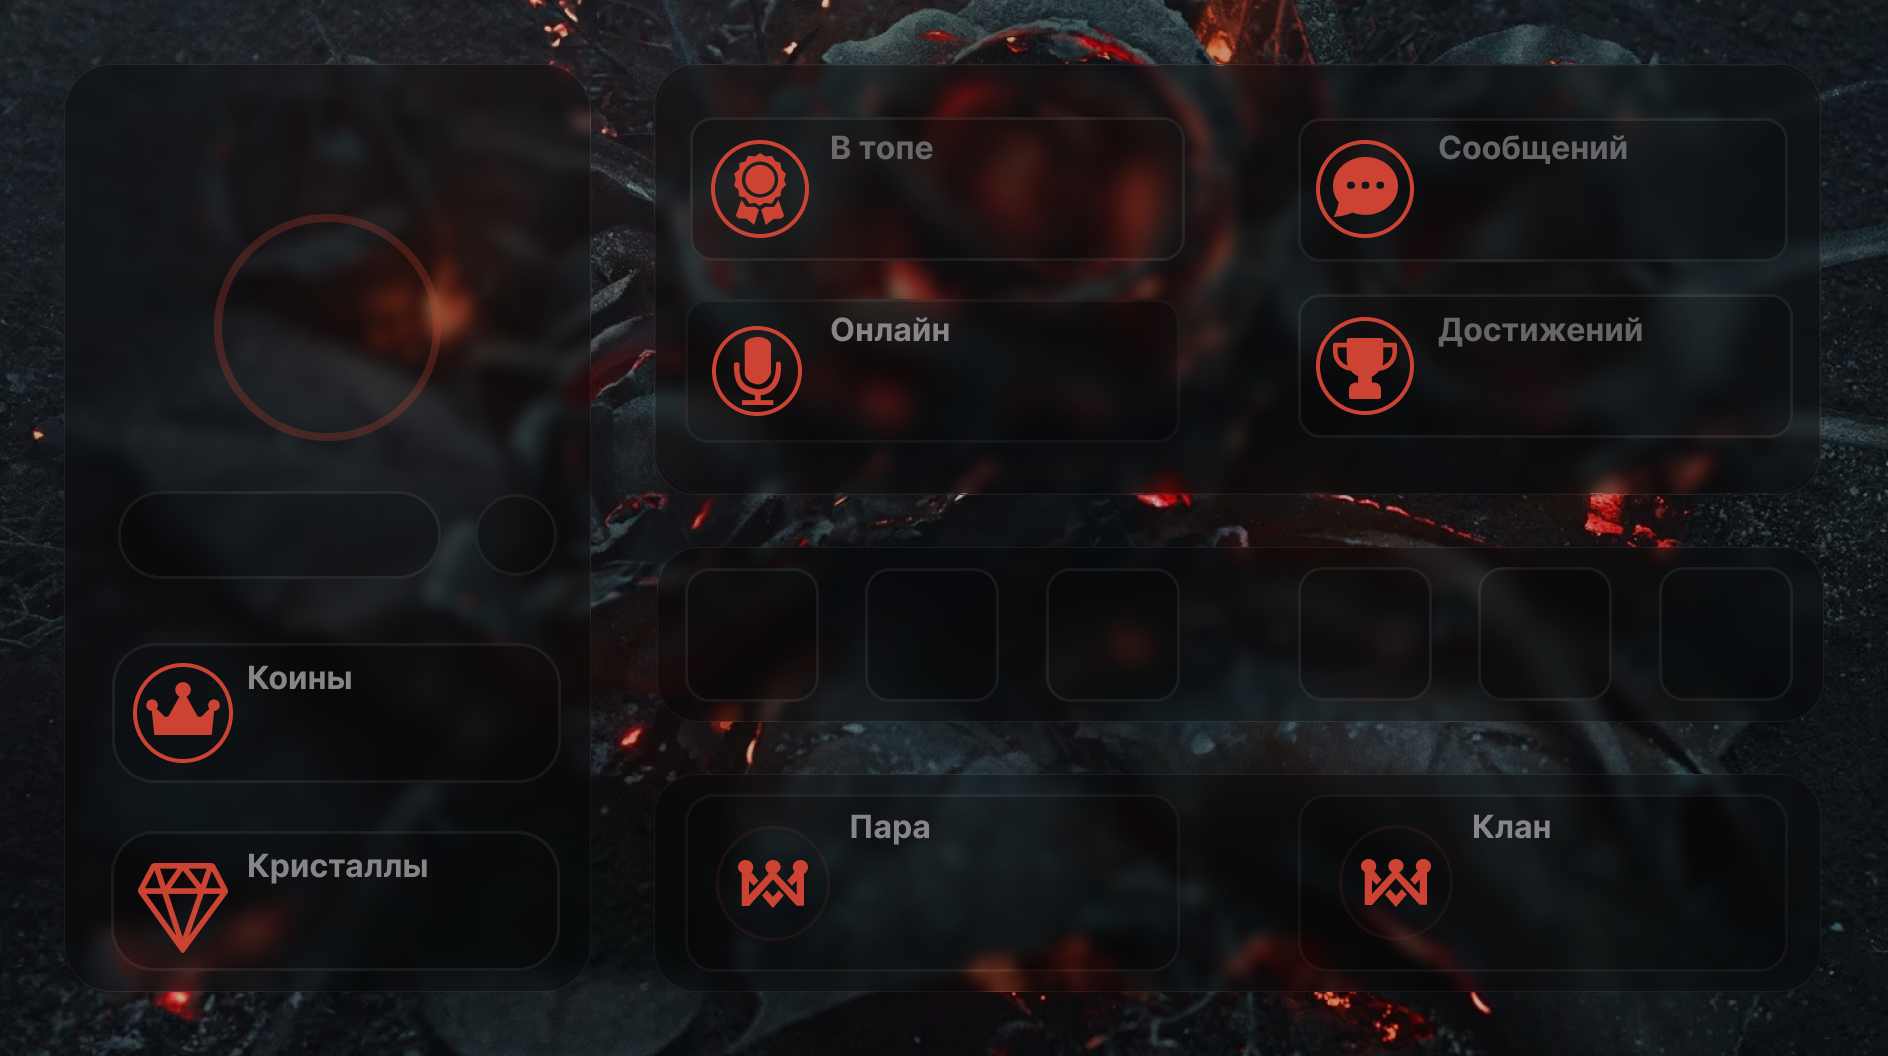 В топе
Сообщений
Онлайн
Достижений
Коины
Кристаллы
Пара
Клан